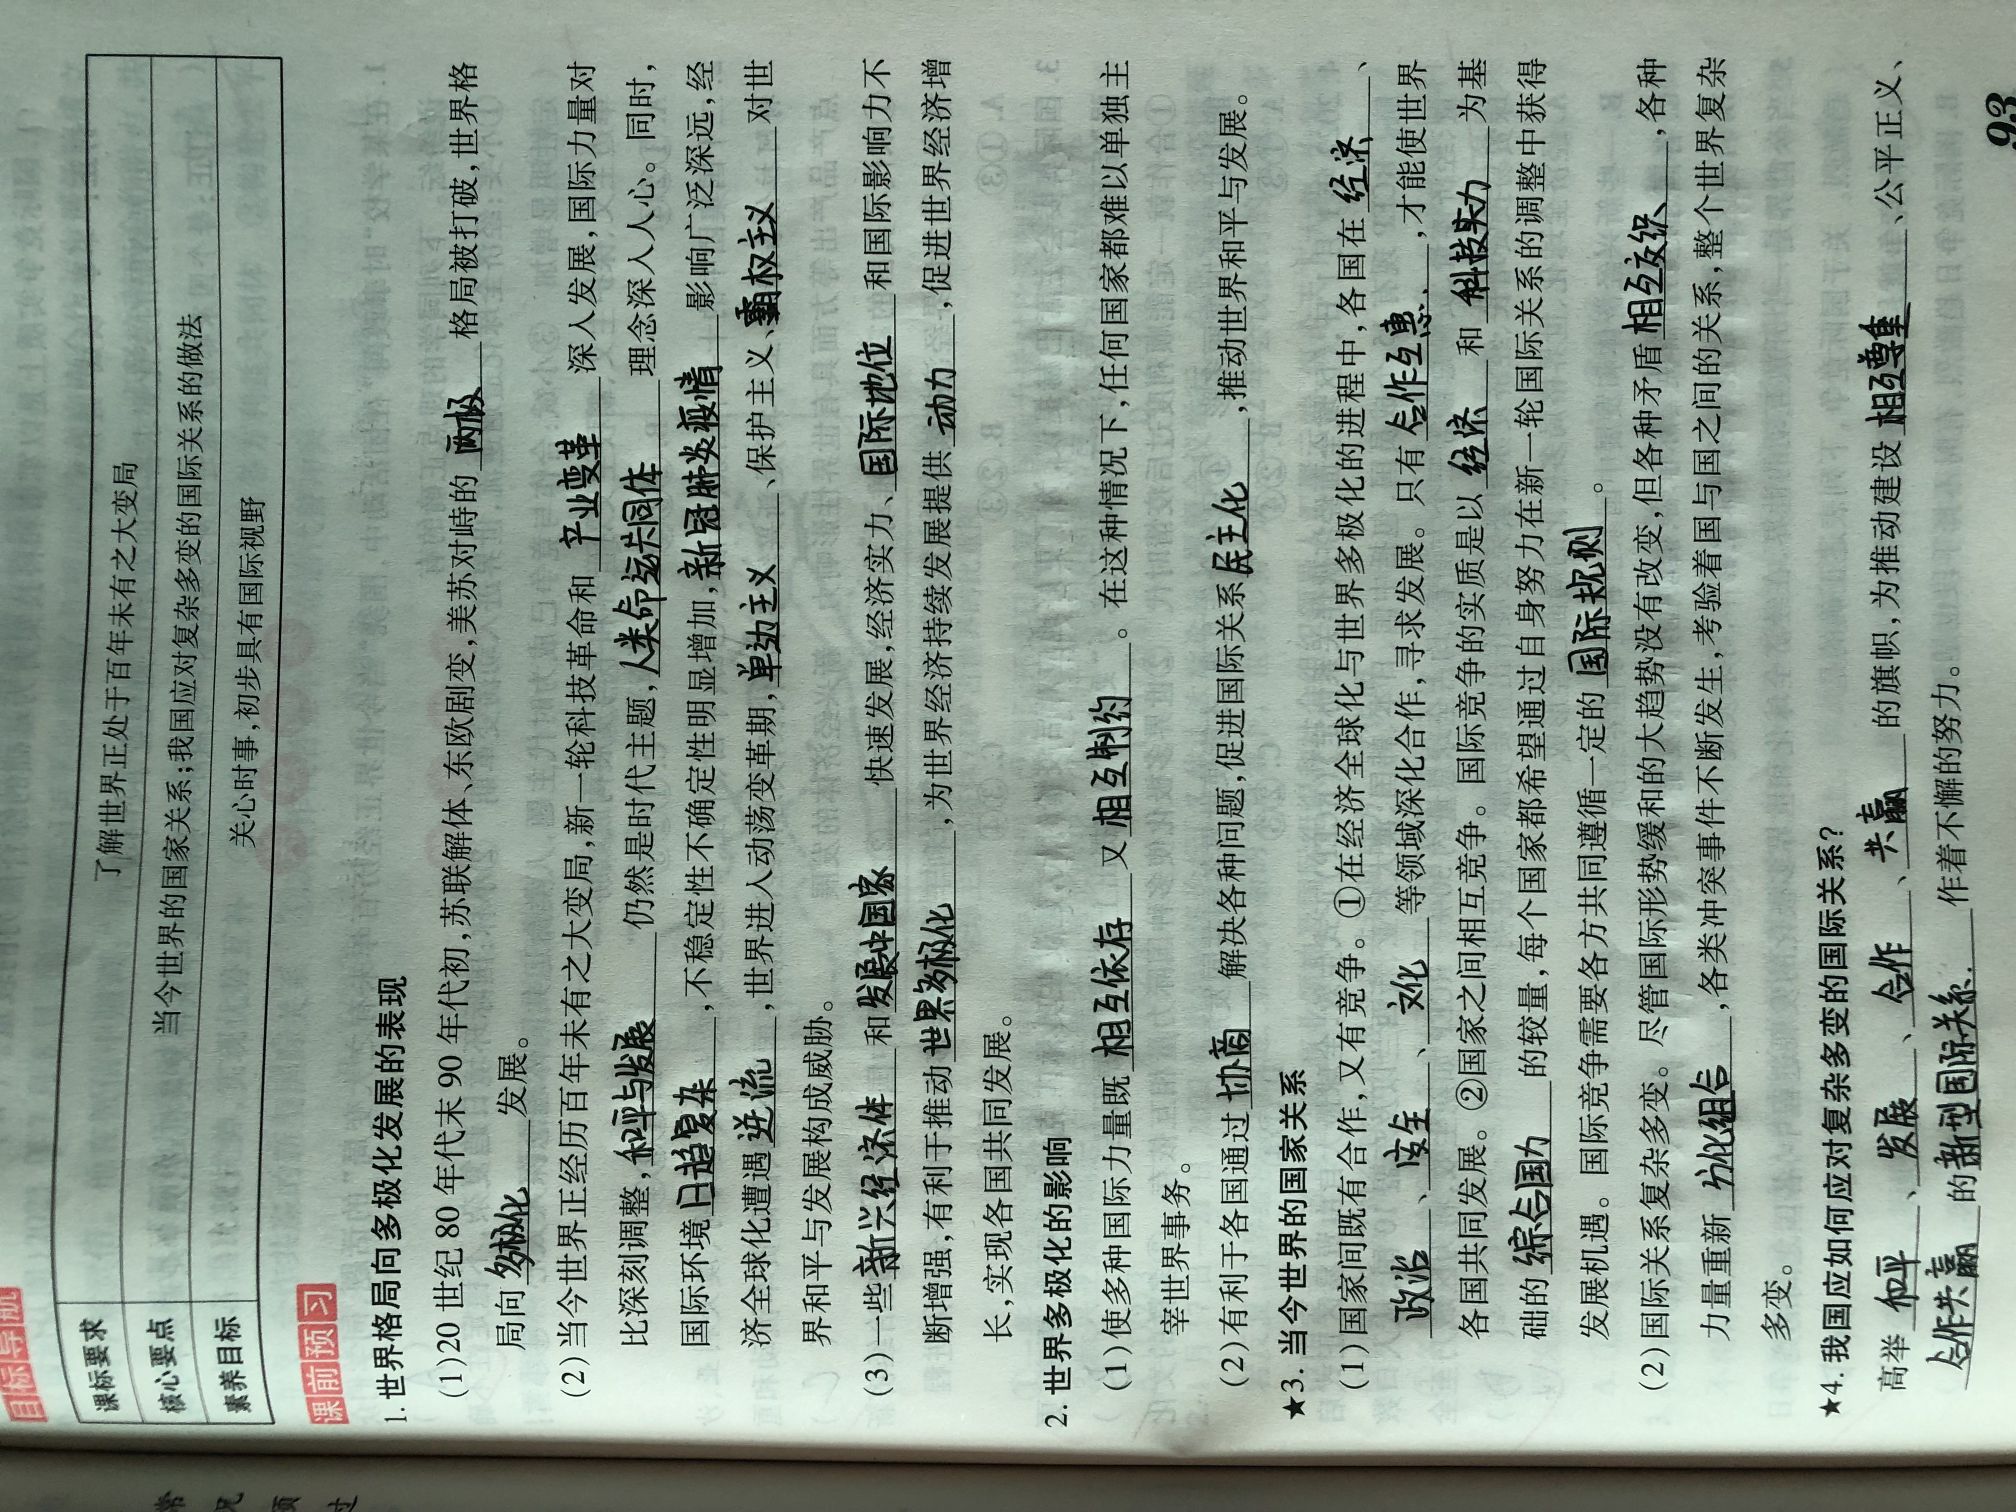 目标导航
课标要求 了解世界正处于百年未有之大变局
核心要点 当今世界的国家关系;我国应对复杂多变的国际关系的做法
素养目标 关心时事,初步具有国际视野
课前预习
1.世界格局向多极化发展的表现
(1)20世纪80年代末90年代初,苏联解体、东欧剧变,美苏对峙的 两极 格局被打破,世界格
局向 多极化 发展。
(2)当今世界正经历百年未有之大变局,新一轮科技革命和 产业变革 深入发展,国际力量对
比深刻调整,和平与发展 仍然是时代主题,人类命运共同体 理念深入人心。同时,
国际环境 日趋复杂 ,不稳定性不确定性明显增加,新冠肺炎疫情 影响广泛深远,经
济全球化遭遇 逆流 ,世界进入动荡变革期,单边主义 、保护主义、霸权主义 对世
界和平与发展构成威胁。
(3)一些 新兴经济体 和 发展中国家 快速发展,经济实力、国际地位 和国际影响力不
断增强,有利于推动 世界多极化 ,为世界经济持续发展提供 动力 ,促进世界经济增
长,实现各国共同发展。
2.世界多极化的影响
(1)使多种国际力量既 相互依存 又 相互制约 。在这种情况下,任何国家都难以单独主
宰世界事务。
(2)有利于各国通过 协商 解决各种问题,促进国际关系 民主化 ,推动世界和平与发展。
★3.当今世界的国家关系
(1)国家间既有合作,又有竞争。①在经济全球化与世界多极化的进程中,各国在 经济 、
政治 、安全 、文化 等领域深化合作,寻求发展。只有 合作互惠. ,才能使世界
各国共同发展。②国家之间相互竞争。国际竞争的实质是以 经济 和 科技实力 为基
础的 综合国力 的较量,每个国家都希望通过自身努力在新一轮国际关系的调整中获得
发展机遇。国际竞争需要各方共同遵循一定的 国际规则 。
(2)国际关系复杂多变。尽管国际形势缓和的大趋势没有改变,但各种矛盾 相互交织 ,各种
力量重新 分化组合 ,各类冲突事件不断发生,考验着国与国之间的关系,整个世界复杂
多变。
★4.我国应如何应对复杂多变的国际关系?
高举 和平 、发展 、合作 、共赢 的旗帜,为推动建设 相互尊重 、公平正义、
合作共赢 的 新型国际关系. 作着不懈的努力。
93